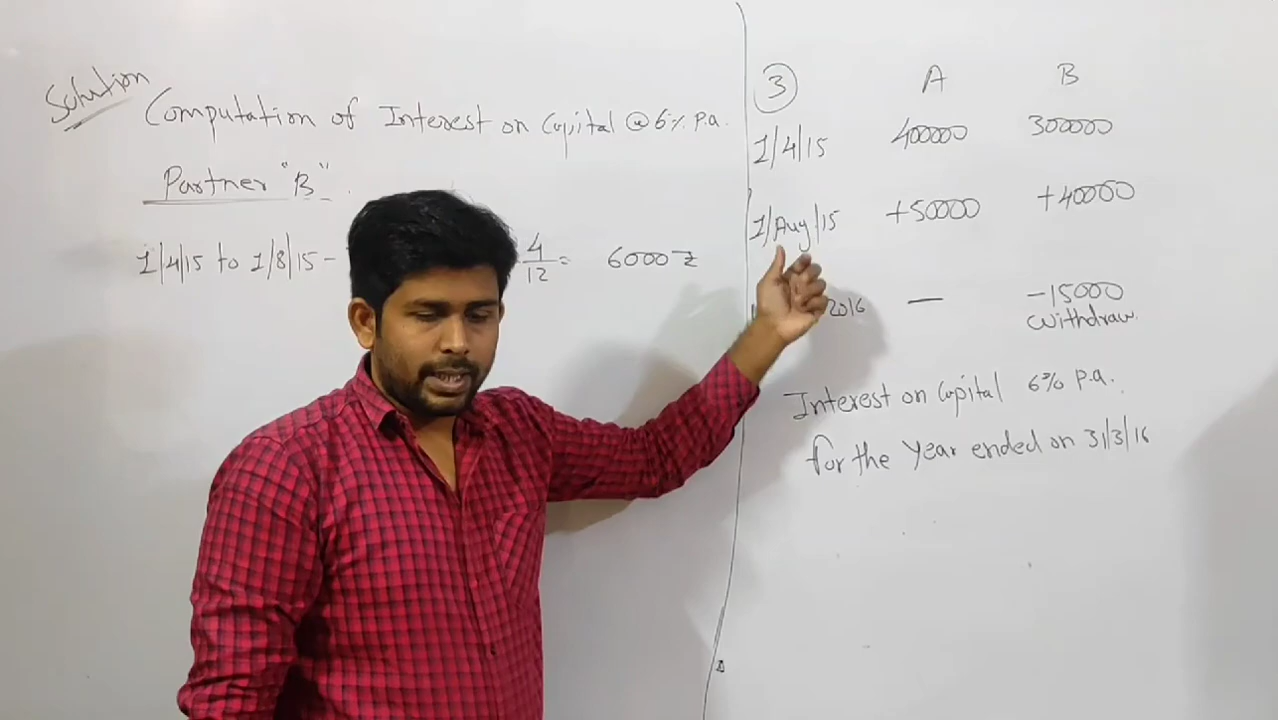 Solution
Computation of Interest on Capital @ 6% p.a.
Partner "B"
1/4/15 to 1/8/15 - 4/12 = 6000
3 A B
1/4/15 400000 300000
1/Aug/15 +50000 +40000
2016 — -15000
Withdraw.
Interest on Capital 6% p.a.
for the year ended on 31/3/16